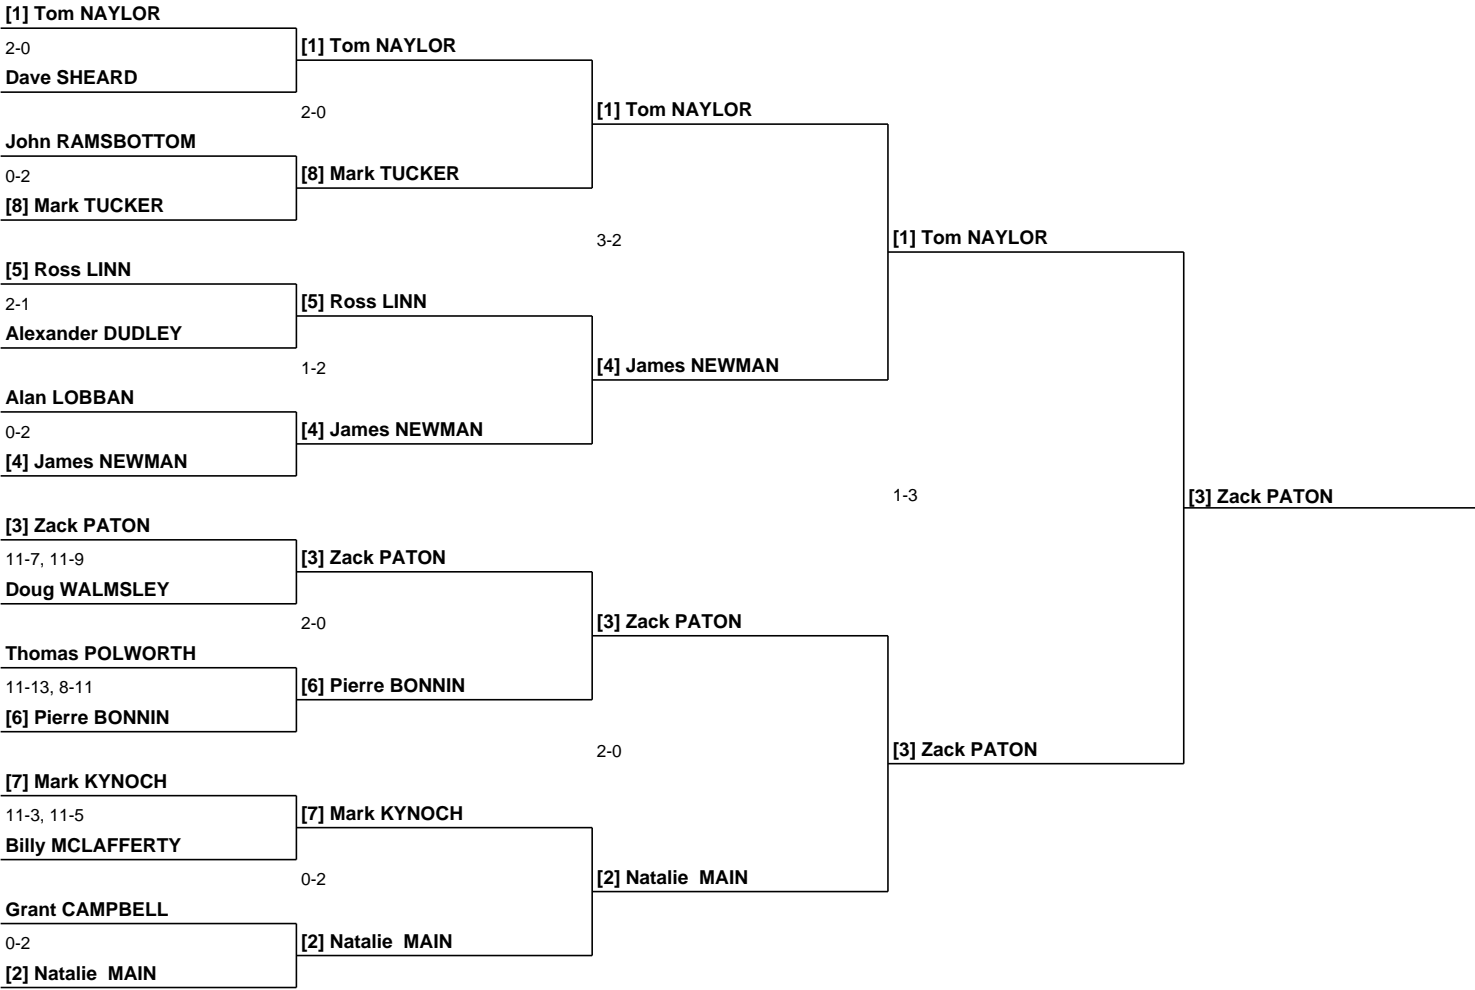 [1] Tom NAYLOR
2-0
[1] Tom NAYLOR
Dave SHEARD
2-0
[1] Tom NAYLOR
John RAMSBOTTOM
0-2
[8] Mark TUCKER
[8] Mark TUCKER
3-2
[1] Tom NAYLOR
[5] Ross LINN
2-1
[5] Ross LINN
Alexander DUDLEY
1-2
[4] James NEWMAN
Alan LOBBAN
0-2
[4] James NEWMAN
[4] James NEWMAN
1-3
[3] Zack PATON
[3] Zack PATON
11-7, 11-9
[3] Zack PATON
Doug WALMSLEY
2-0
[3] Zack PATON
Thomas POLWORTH
11-13, 8-11
[6] Pierre BONNIN
[6] Pierre BONNIN
2-0
[3] Zack PATON
[7] Mark KYNOCH
11-3, 11-5
[7] Mark KYNOCH
Billy MCLAFFERTY
0-2
[2] Natalie  MAIN
Grant CAMPBELL
0-2
[2] Natalie  MAIN
[2] Natalie  MAIN